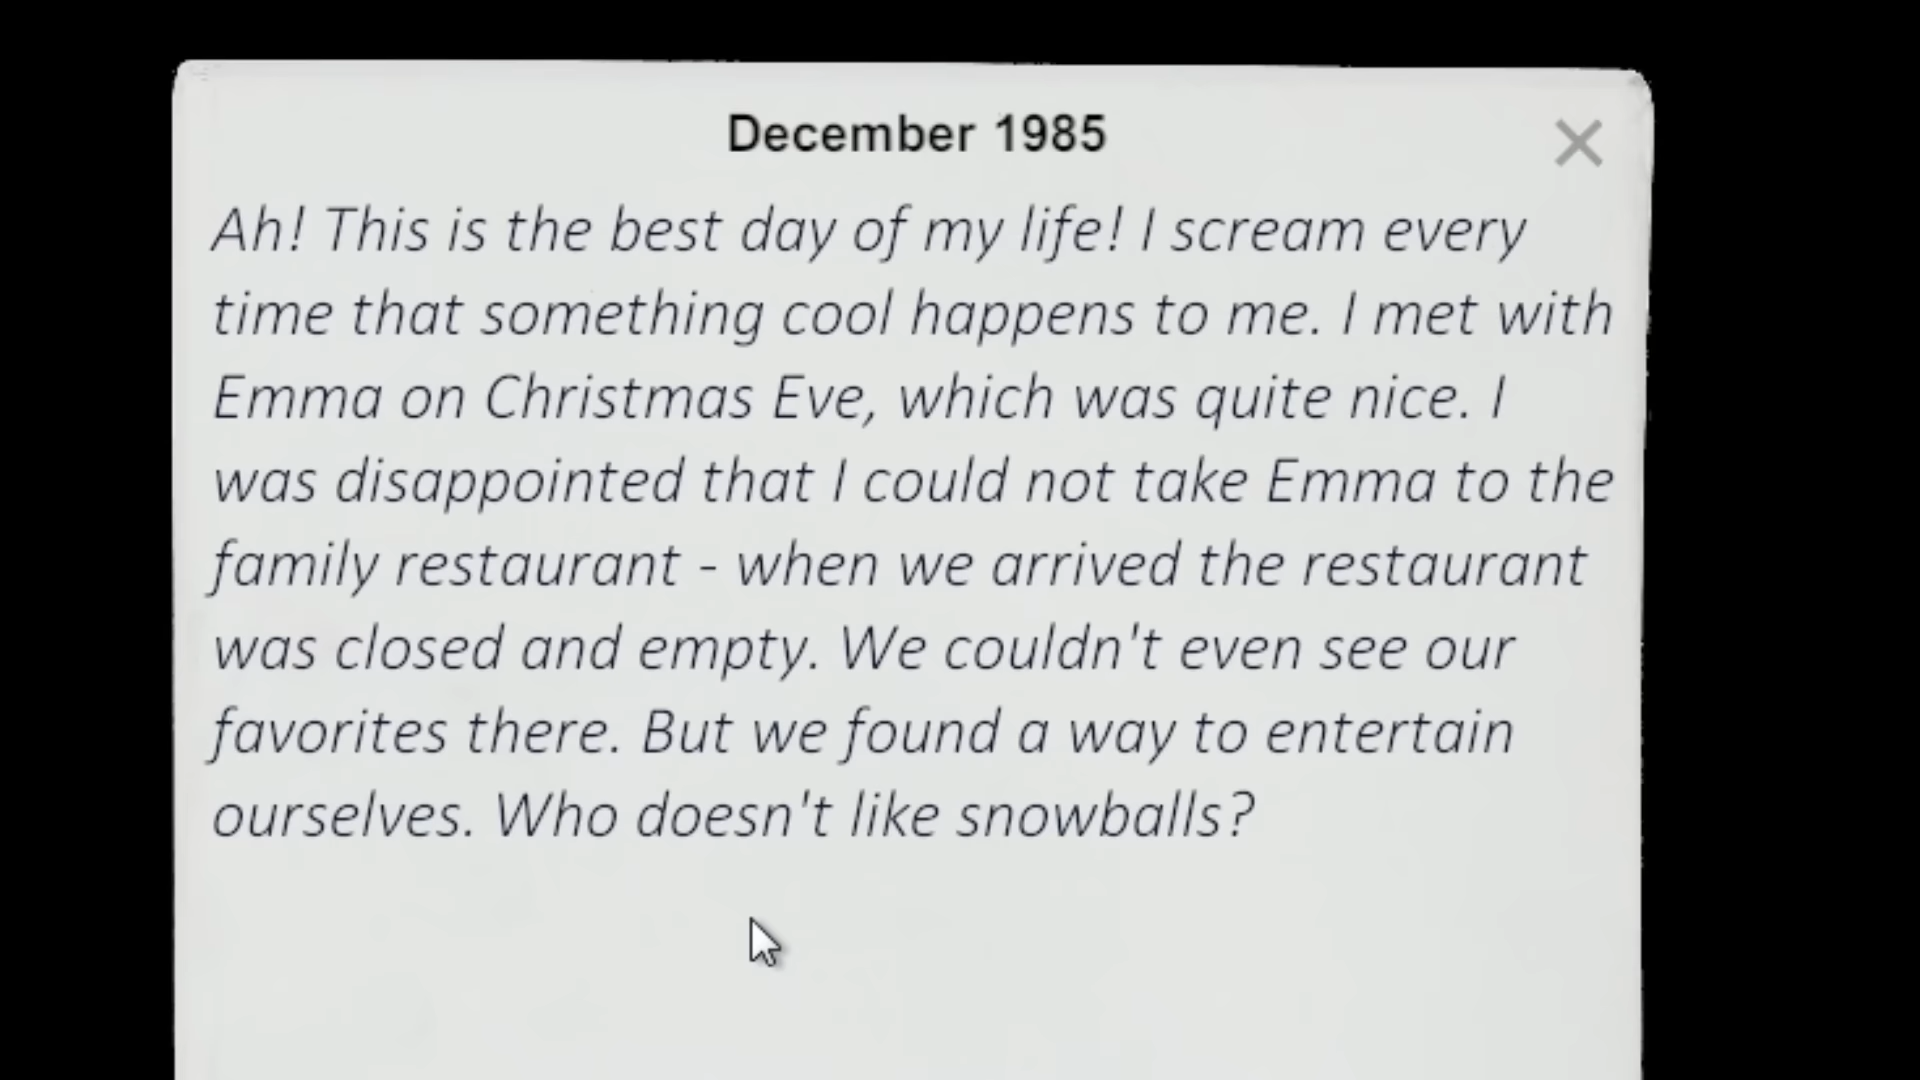 December 1985
Ah! This is the best day of my life! I scream every
time that something cool happens to me. I met with
Emma on Christmas Eve, which was quite nice. I
was disappointed that I could not take Emma to the
family restaurant - when we arrived the restaurant
was closed and empty. We couldn't even see our
favorites there. But we found a way to entertain
ourselves. Who doesn't like snowballs?